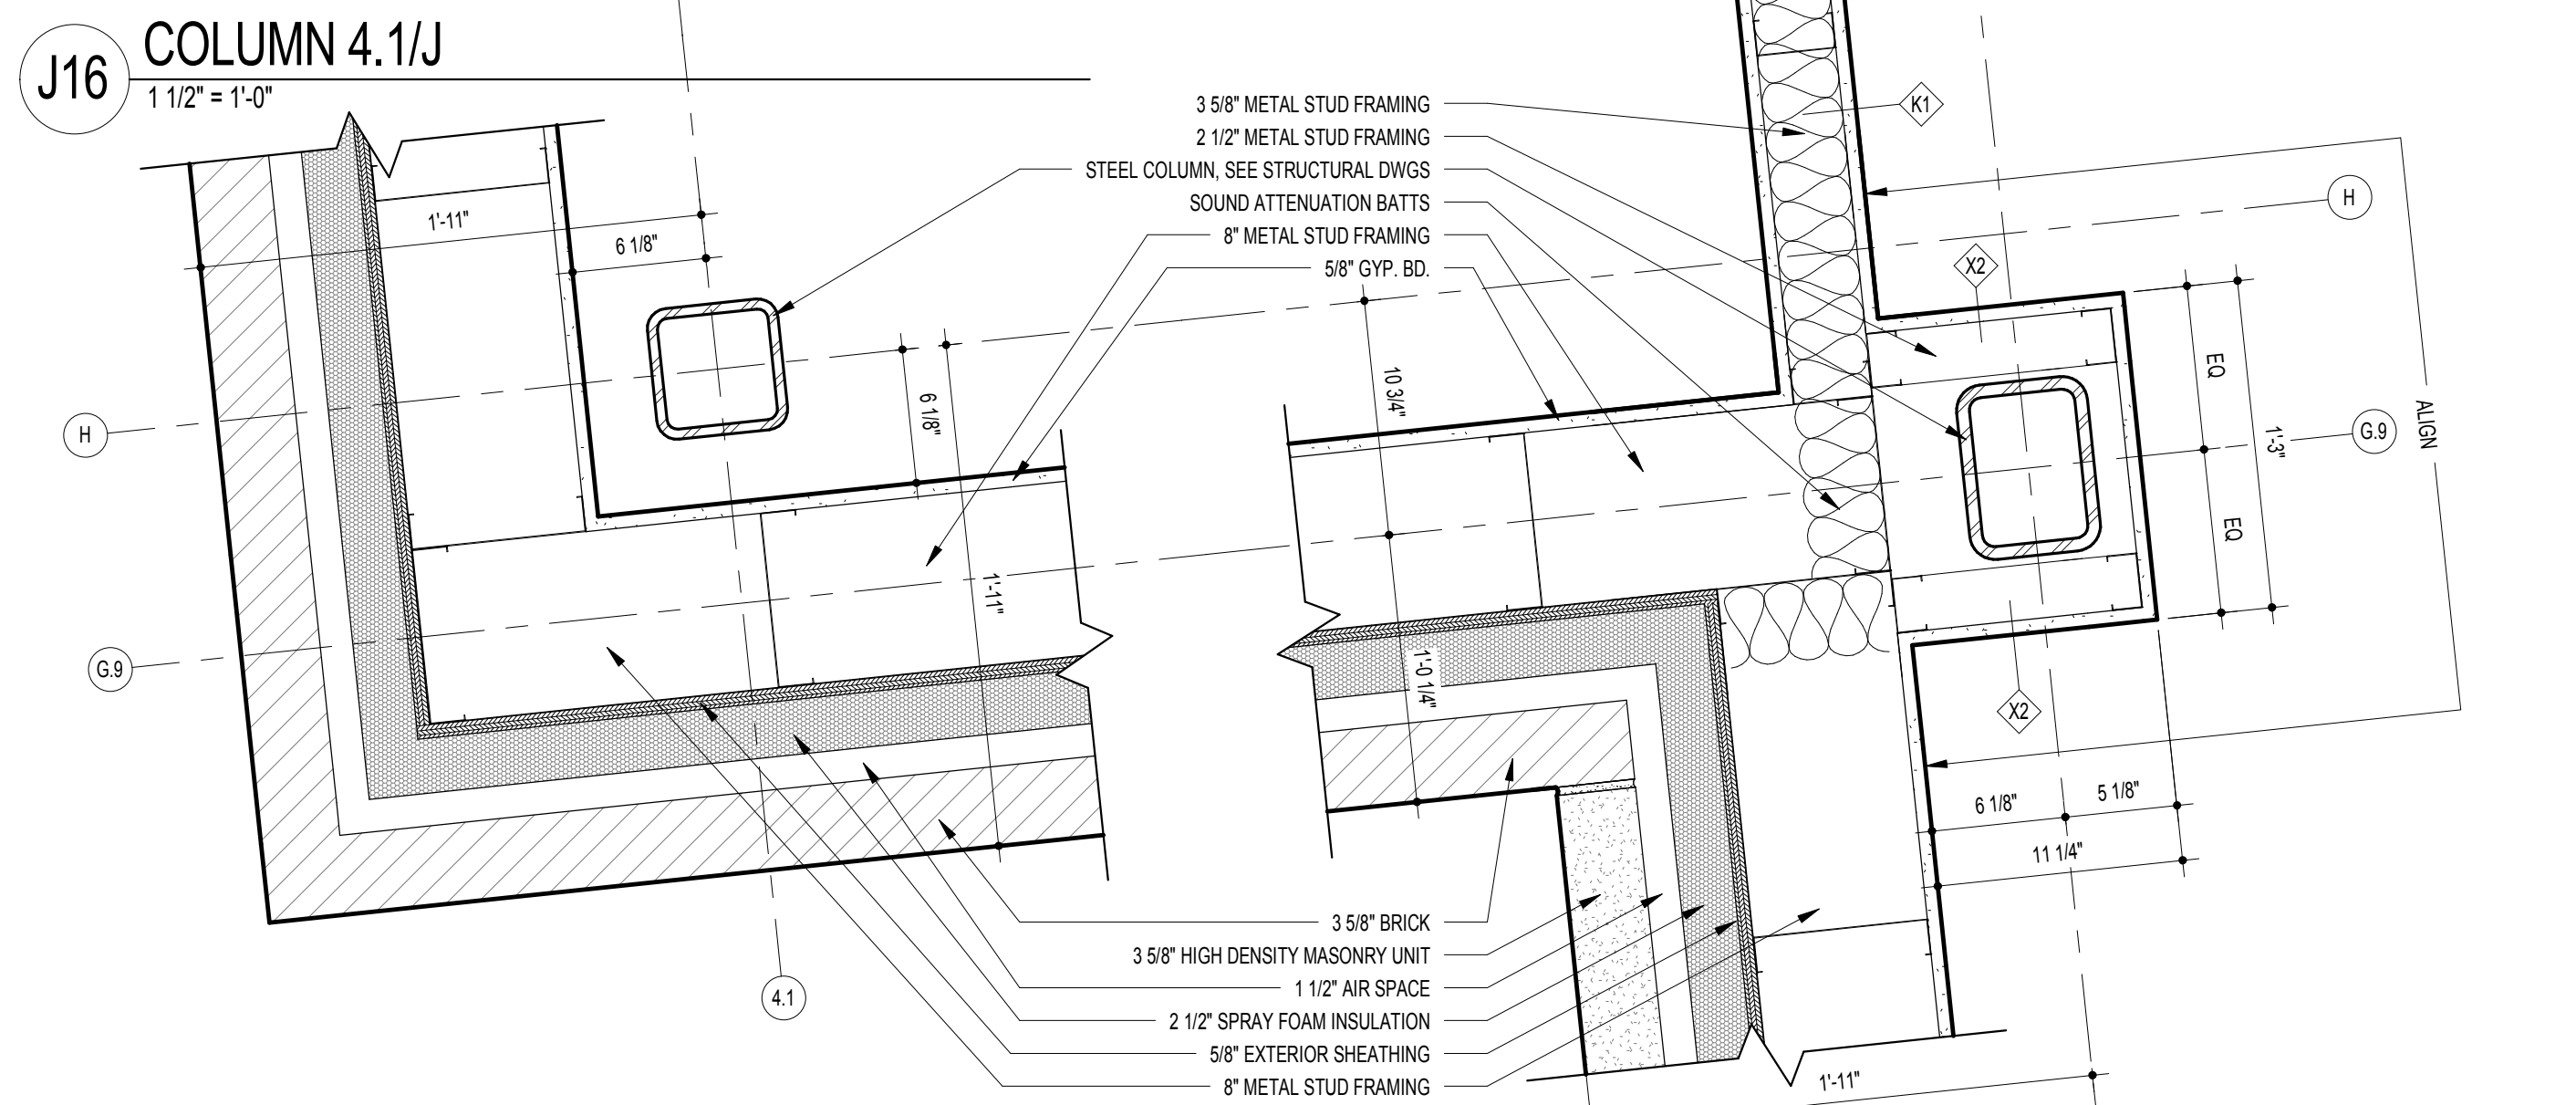 J16
COLUMN 4.1/J
1 1/2" = 1'-0"
3 5/8" METAL STUD FRAMING
2 1/2" METAL STUD FRAMING
STEEL COLUMN, SEE STRUCTURAL DWGS
SOUND ATTENUATION BATTS
8" METAL STUD FRAMING
5/8" GYP. BD.
K1
H
X2
1'-11"
6 1/8"
6 1/8"
10 3/4"
EQ
1'-3"
ALIGN
G.9
EQ
H
G.9
1'-11"
1'-0 1/4"
X2
6 1/8"
5 1/8"
11 1/4"
4.1
3 5/8" BRICK
3 5/8" HIGH DENSITY MASONRY UNIT
1 1/2" AIR SPACE
2 1/2" SPRAY FOAM INSULATION
5/8" EXTERIOR SHEATHING
8" METAL STUD FRAMING
1'-11"